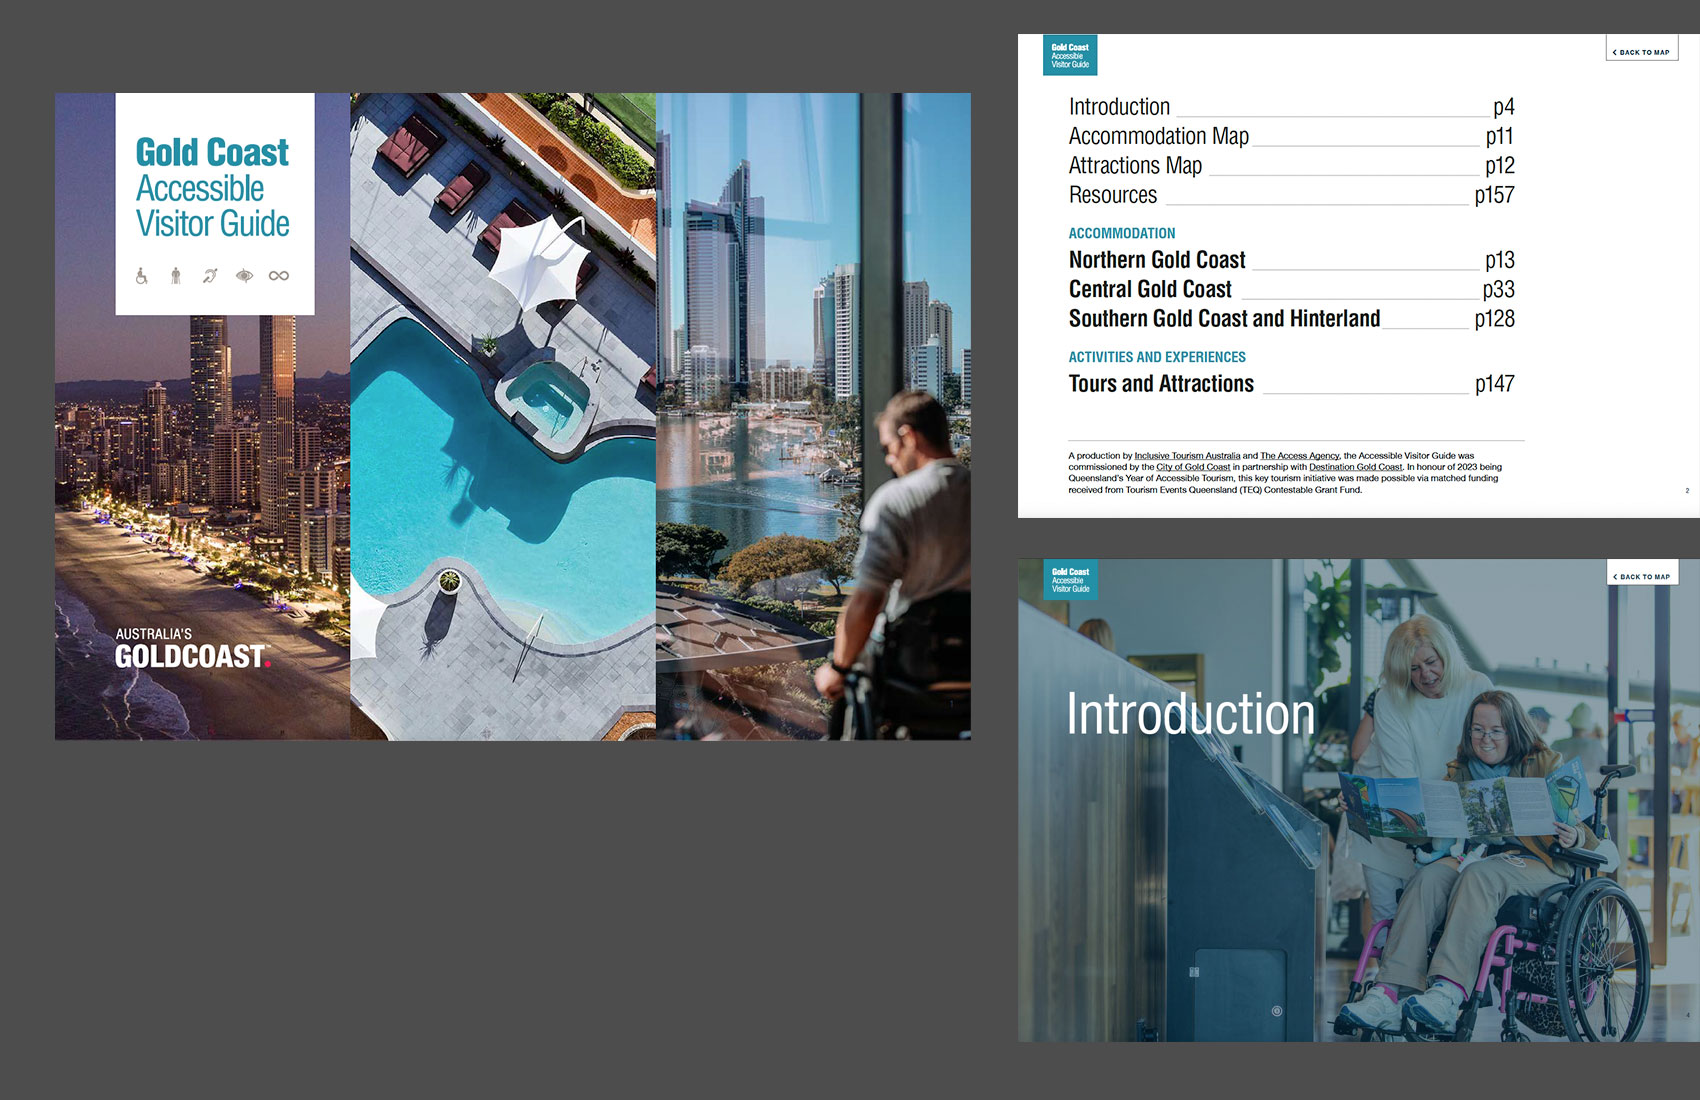 Gold Coast
Accessible
Visitor Guide
AUSTRALIA'S
GOLDCOAST.
1
Gold Coast
Accessible
Visitor Guide
< BACK TO MAP
Introduction p4
Accommodation Map p11
Attractions Map p12
Resources p157
ACCOMMODATION
Northern Gold Coast p13
Central Gold Coast p33
Southern Gold Coast and Hinterland p128
ACTIVITIES AND EXPERIENCES
Tours and Attractions p147
A production by Inclusive Tourism Australia and The Access Agency, the Accessible Visitor Guide was
commissioned by the City of Gold Coast in partnership with Destination Gold Coast. In honour of 2023 being
Queensland's Year of Accessible Tourism, this key tourism initiative was made possible via matched funding
received from Tourism Events Queensland (TEQ) Contestable Grant Fund.
2
Gold Coast
Accessible
Visitor Guide
< BACK TO MAP
Introduction
4